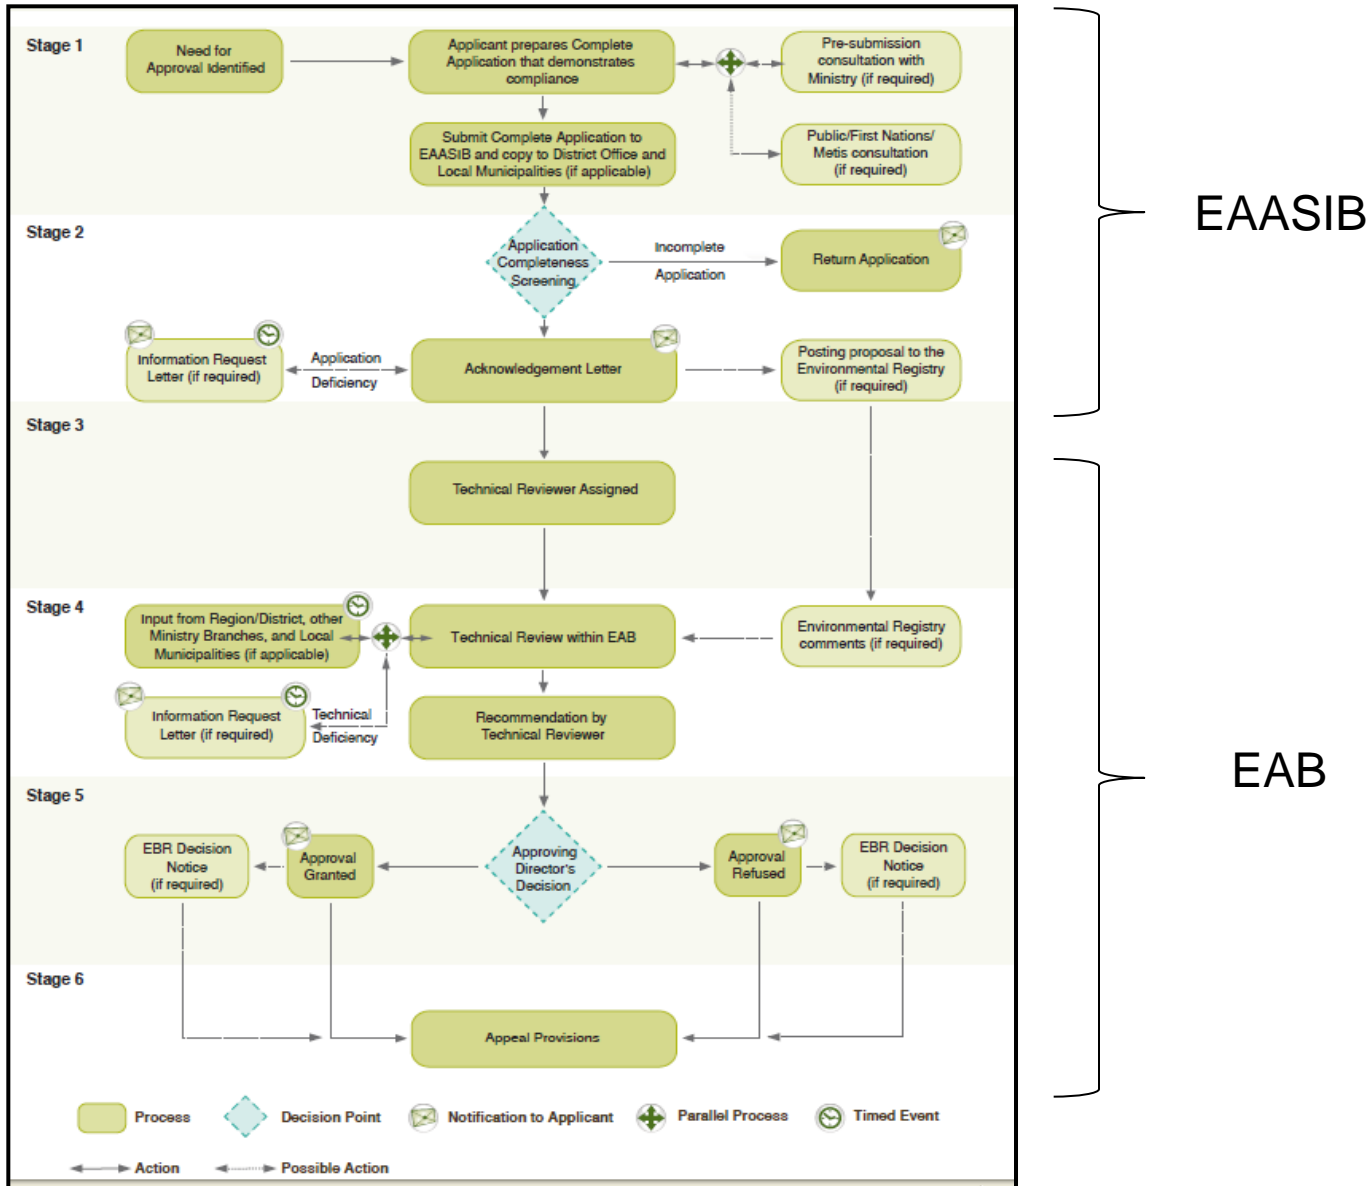 Stage 1
Need for
Approval Identified
Applicant prepares Complete
Application that demonstrates
compliance
Pre-submission
consultation with
Ministry (if required)
Submit Complete Application to
EAASIB and copy to District Office and
Local Municipalities (if applicable)
Public/First Nations/
Metis consultation
(if required)
EAASIB
Stage 2
Application
Completeness
Screening
Incomplete
Application
Return Application
Information Request
Letter (if required)
Application
Deficiency
Acknowledgement Letter
Posting proposal to the
Environmental Registry
(if required)
Stage 3
Technical Reviewer Assigned
Stage 4
Input from Region/District, other
Ministry Branches, and Local
Municipalities (if applicable)
Technical Review within EAB
Environmental Registry
comments (if required)
Information Request
Letter (if required)
Technical
Deficiency
Recommendation by
Technical Reviewer
EAB
Stage 5
EBR Decision
Notice
(if required)
Approval
Granted
Approving
Director's
Decision
Approval
Refused
EBR Decision
Notice
(if required)
Stage 6
Appeal Provisions
Process
Decision Point
Notification to Applicant
Parallel Process
Timed Event
Action
Possible Action